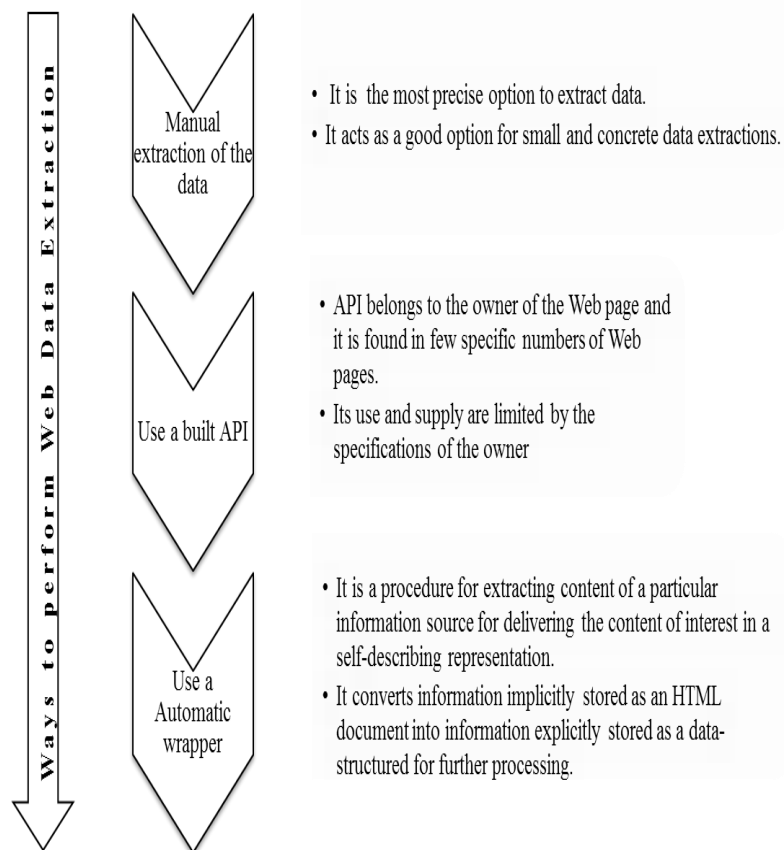 Ways to perform Web Data Extraction
Manual
extraction of the
data
• It is the most precise option to extract data.
• It acts as a good option for small and concrete data extractions.
Use a built API
• API belongs to the owner of the Web page and
it is found in few specific numbers of Web
pages.
• Its use and supply are limited by the
specifications of the owner
Use a
Automatic
wrapper
• It is a procedure for extracting content of a particular
information source for delivering the content of interest in a
self-describing representation.
• It converts information implicitly stored as an HTML
document into information explicitly stored as a data-
structured for further processing.